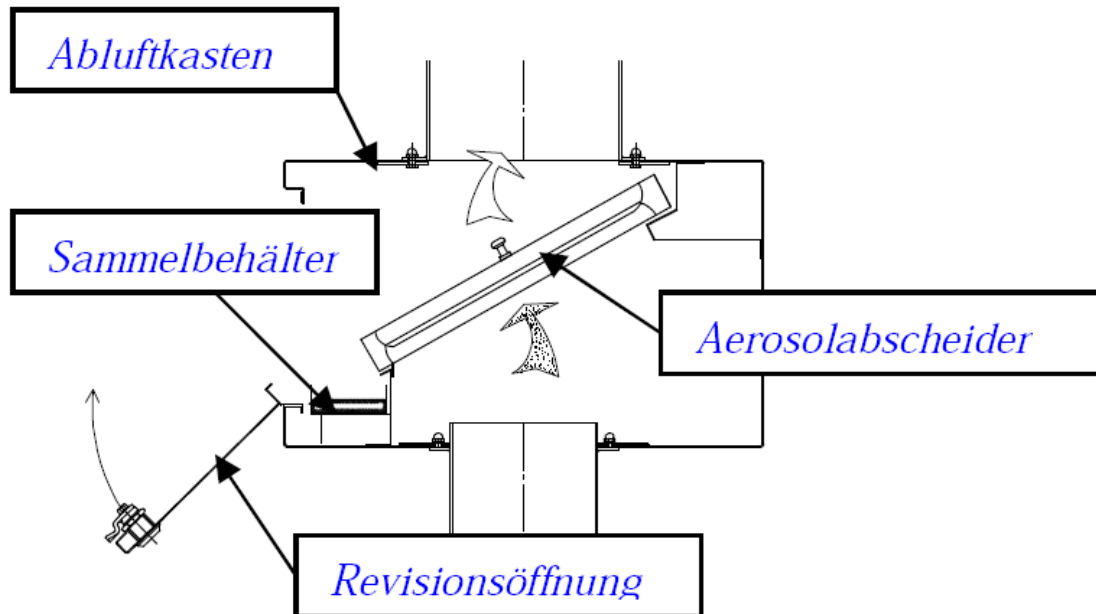 Abluftkasten
Sammelbehälter
Aerosolabscheider
Revisionsöffnung